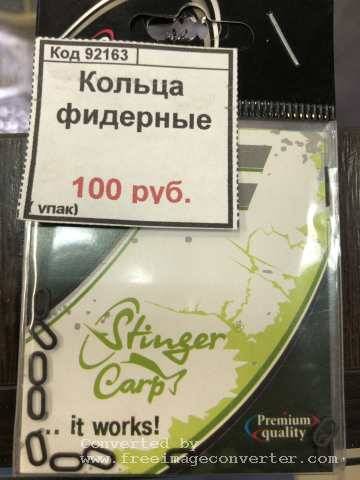 Код 92163
Кольца
фидерные
100 руб.
( упак)
Stinger
Carp
... it works!
Premium
quality
Converted by
www.freeimageconverter.com